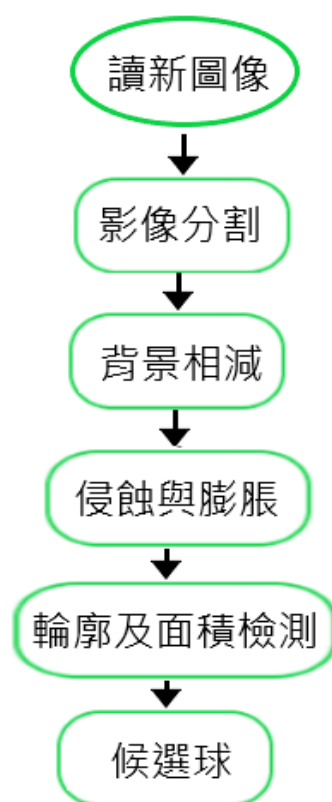 讀新圖像
影像分割
背景相減
侵蝕與膨脹
輪廓及面積檢測
候選球